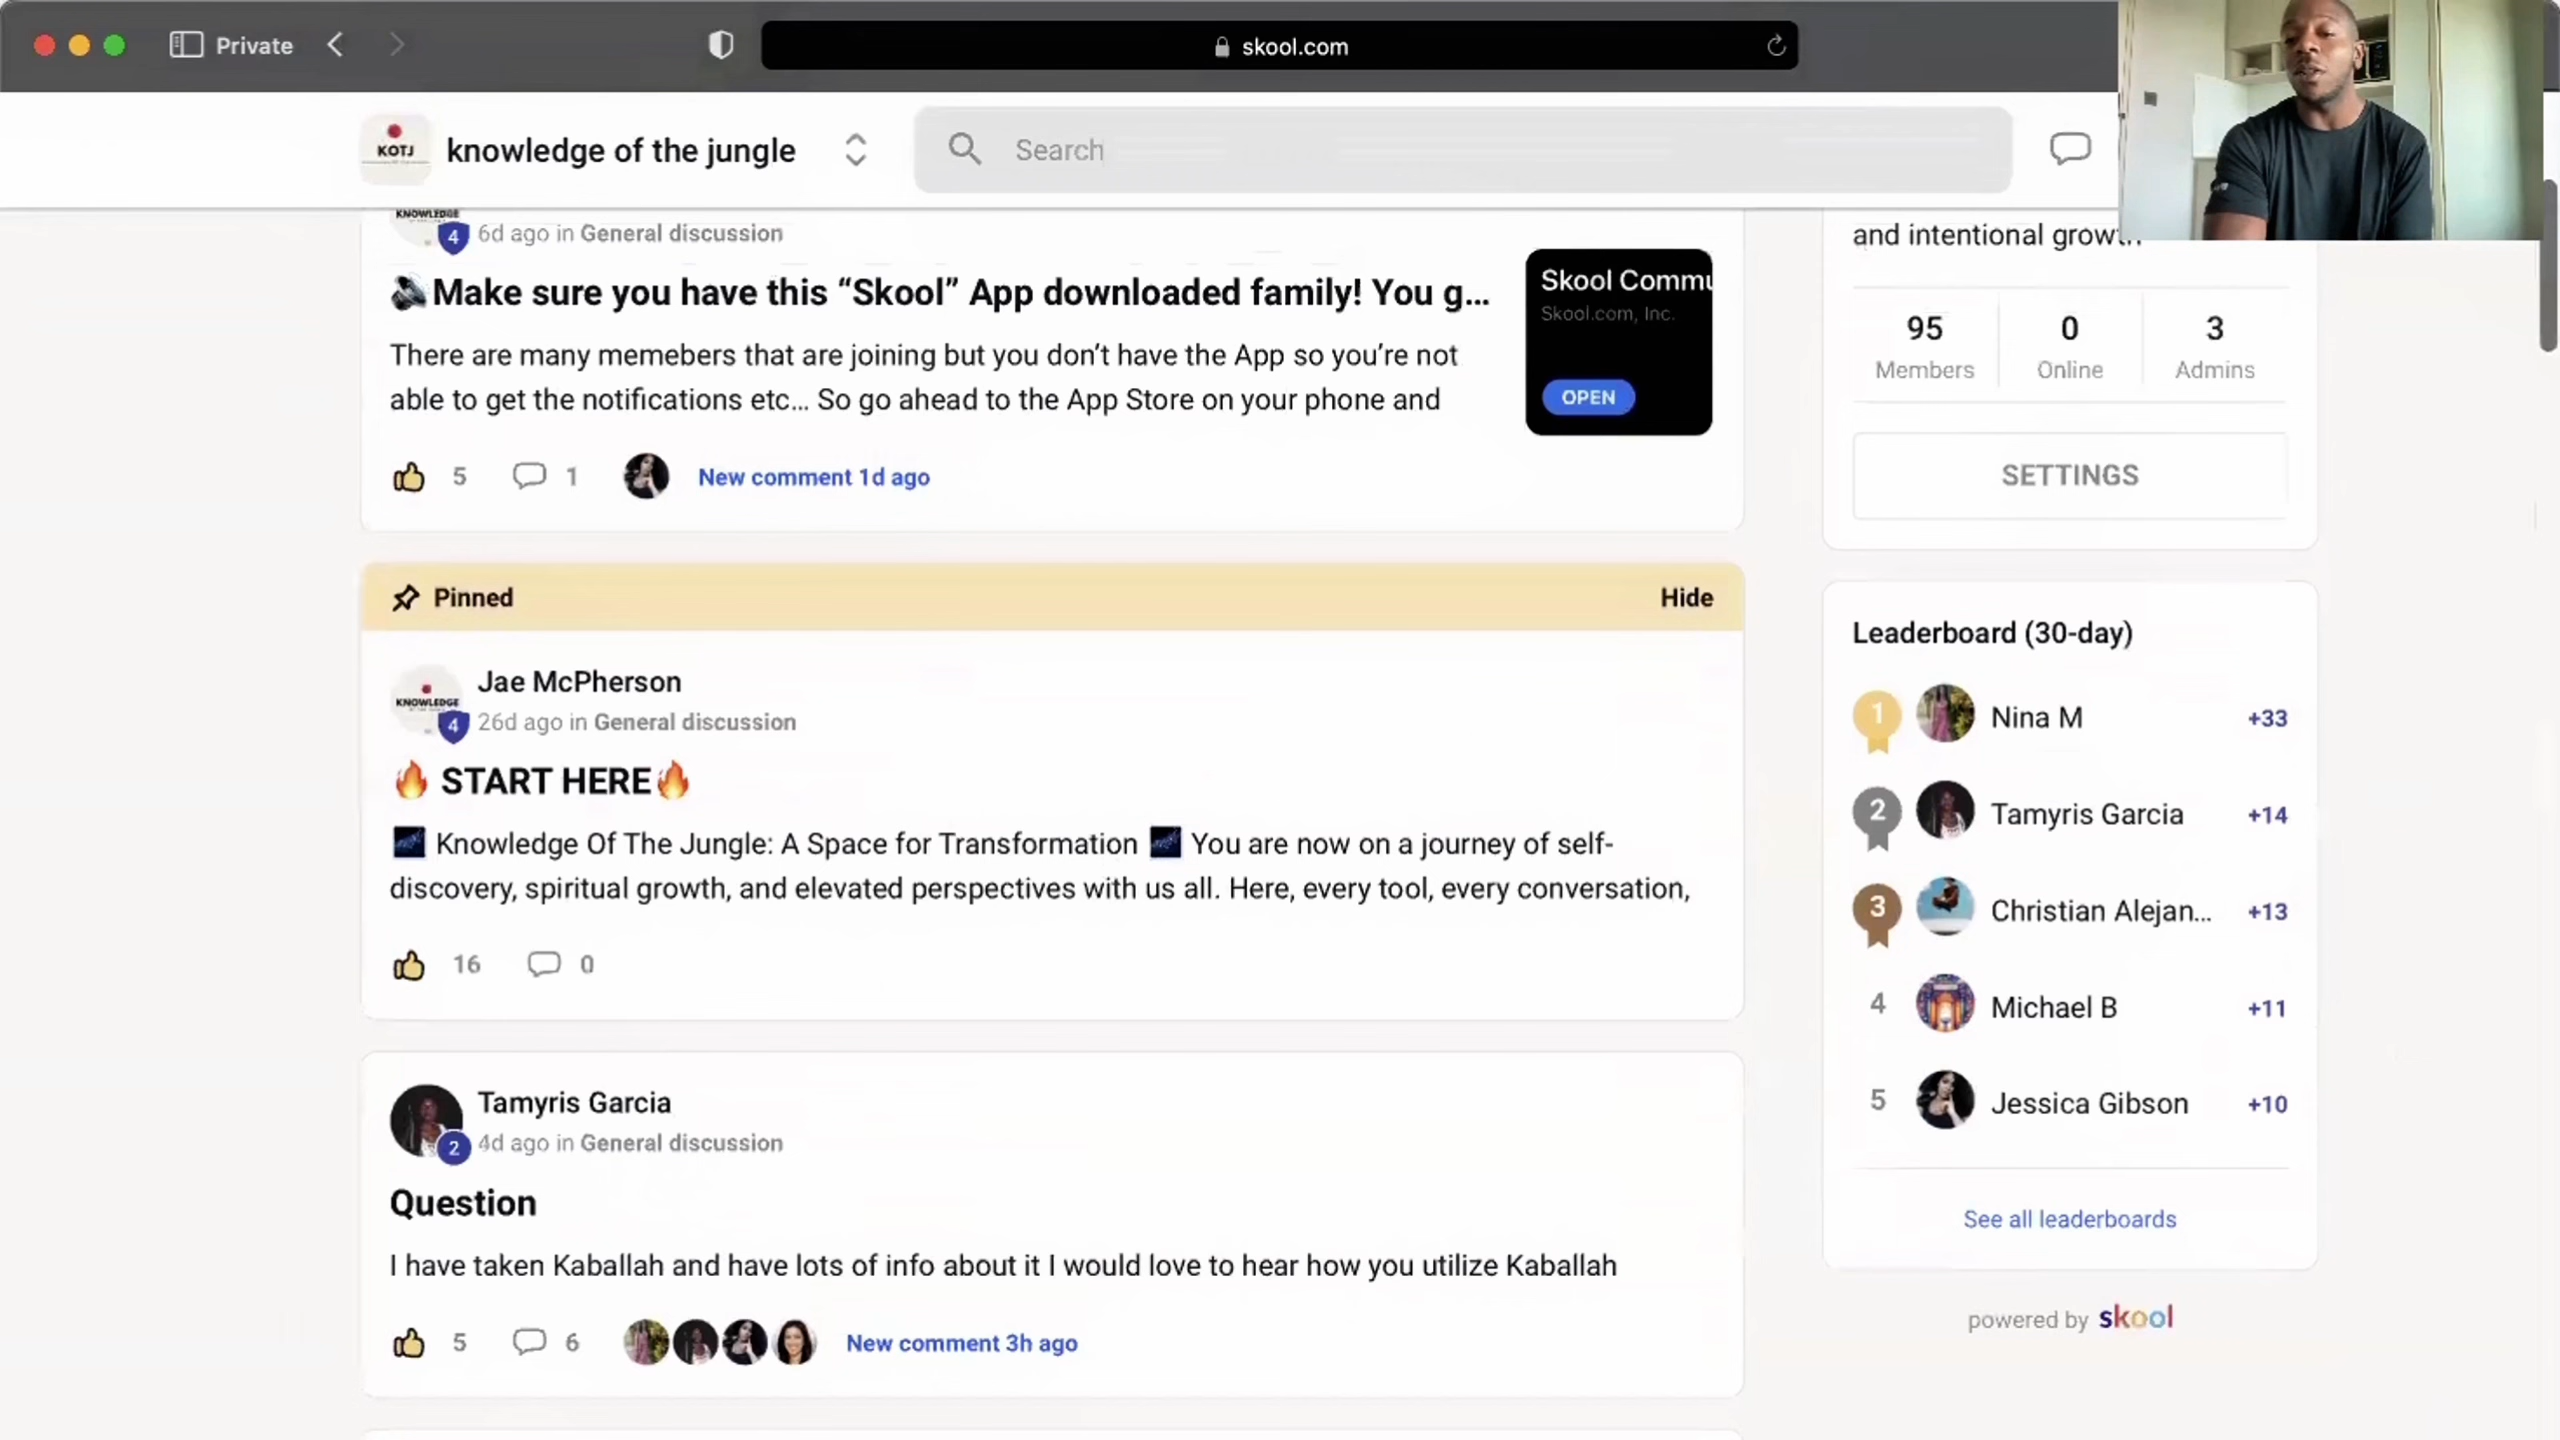 Private
skool.com
KOTJ
knowledge of the jungle
Search
KNOWLEDGE
4
6d ago in General discussion
and intentional growth
🔊Make sure you have this “Skool” App downloaded family! You g...
There are many memebers that are joining but you don’t have the App so you’re not
able to get the notifications etc… So go ahead to the App Store on your phone and
Skool Commu
Skool.com, Inc.
OPEN
5
1
New comment 1d ago
95
0
3
Members
Online
Admins
SETTINGS
Pinned
Hide
Jae McPherson
KNOWLEDGE
4
26d ago in General discussion
🔥 START HERE🔥
🌌 Knowledge Of The Jungle: A Space for Transformation 🌌 You are now on a journey of self-
discovery, spiritual growth, and elevated perspectives with us all. Here, every tool, every conversation,
16
0
Leaderboard (30-day)
1
Nina M
+33
2
Tamyris Garcia
+14
3
Christian Alejan...
+13
4
Michael B
+11
5
Jessica Gibson
+10
See all leaderboards
powered by skool
Tamyris Garcia
2
4d ago in General discussion
Question
I have taken Kaballah and have lots of info about it I would love to hear how you utilize Kaballah
5
6
New comment 3h ago